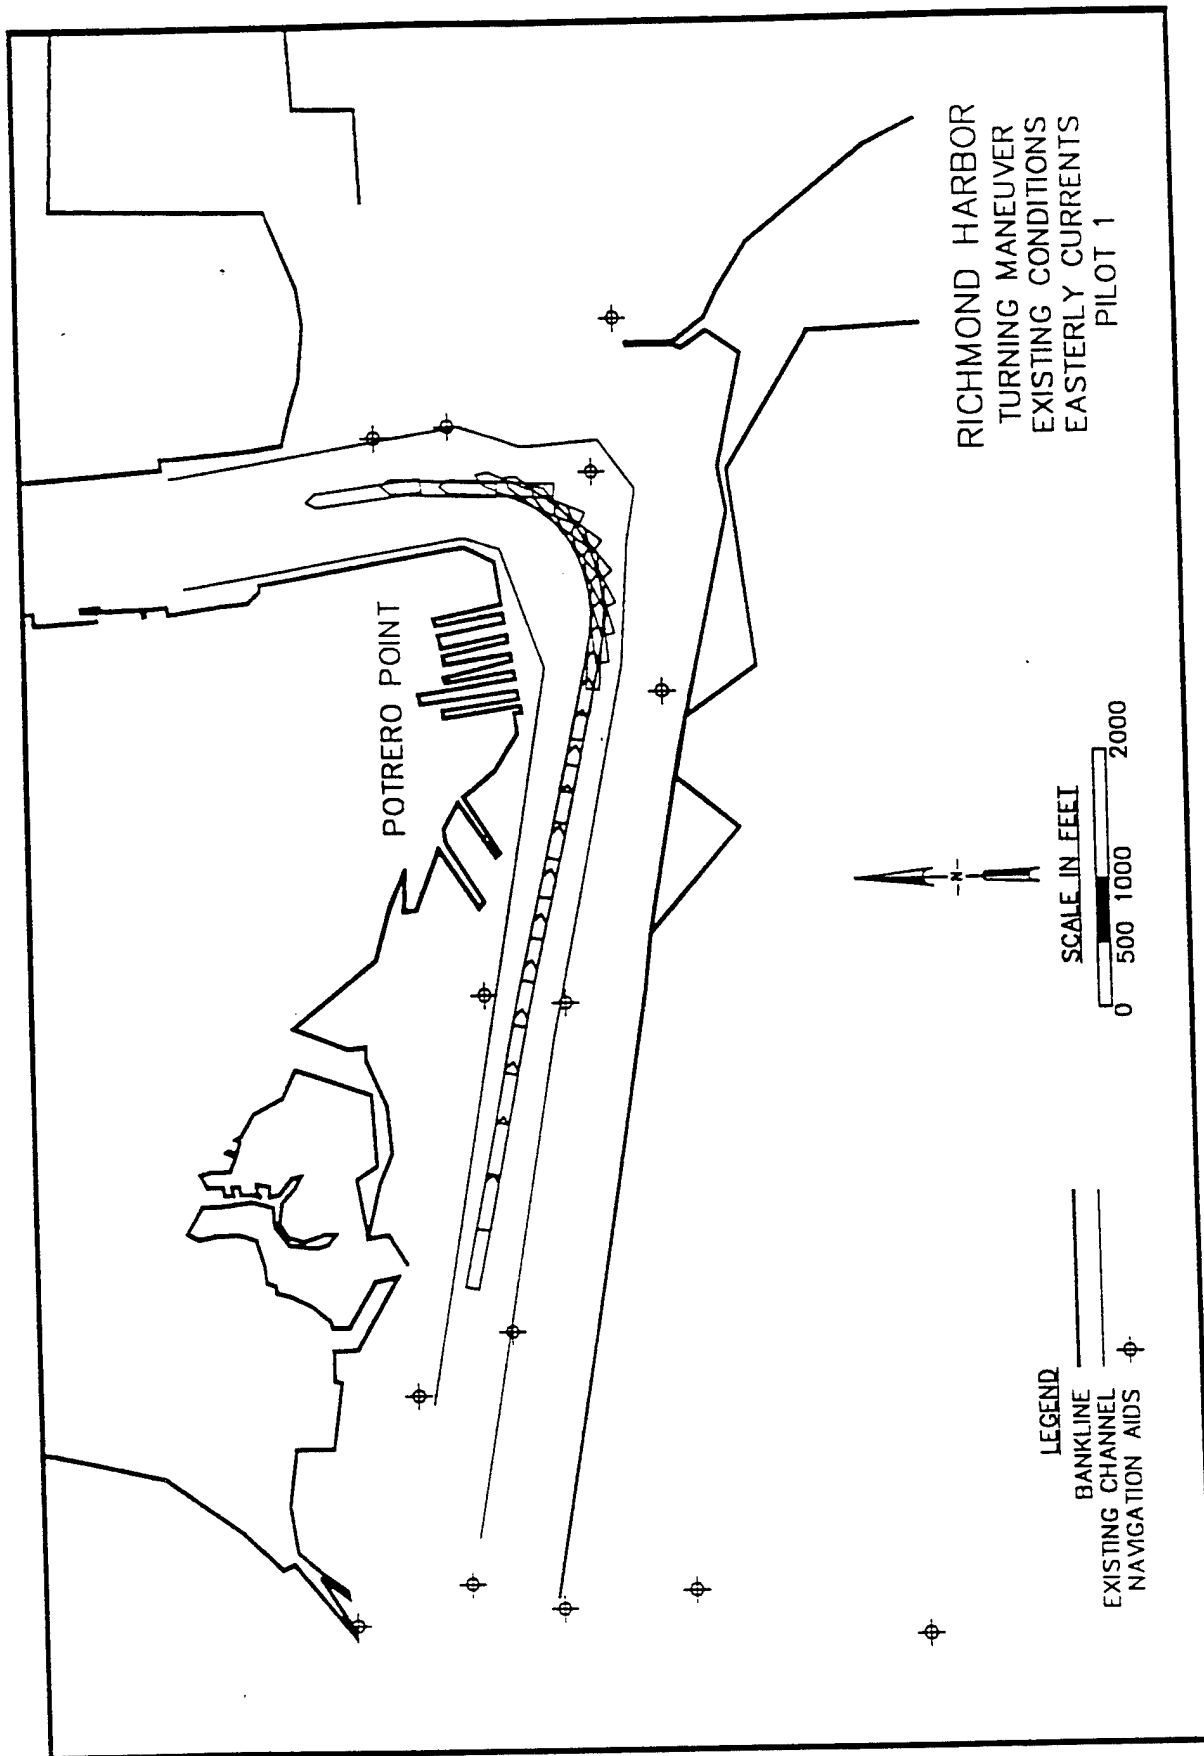 POTRERO POINT
RICHMOND HARBOR
TURNING MANEUVER
EXISTING CONDITIONS
EASTERLY CURRENTS
PILOT 1
-N-
SCALE IN FEET
0 500 1000 2000
LEGEND
BANKLINE
EXISTING CHANNEL
NAVIGATION AIDS